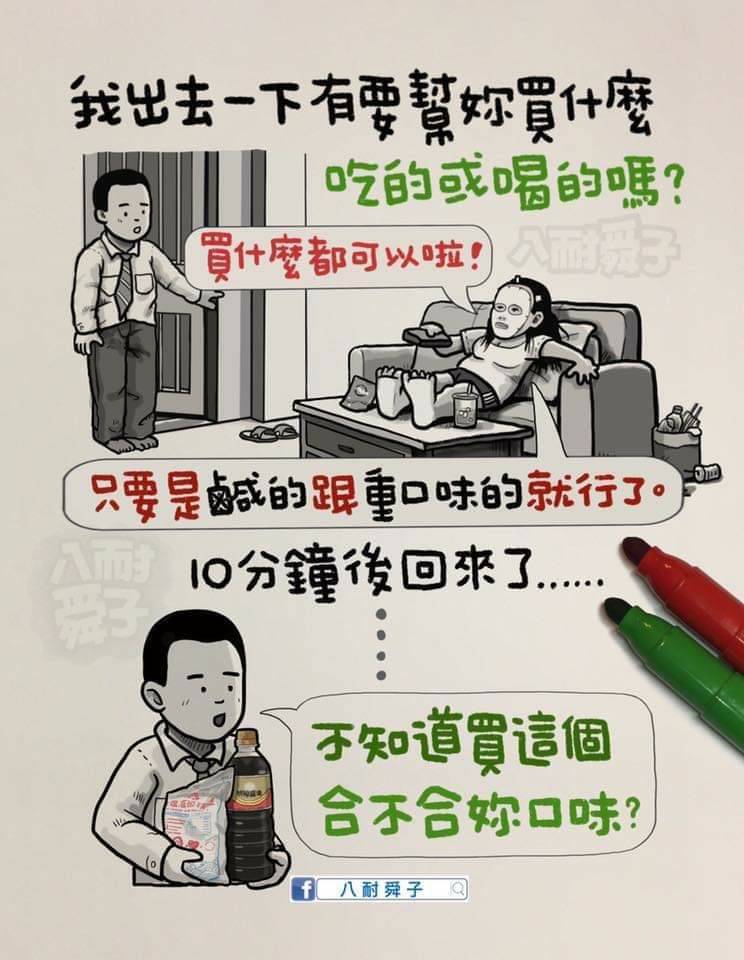 我出去一下有要幫妳買什麼
吃的或喝的嗎?
八耐舜子
買什麼都可以啦!
只要是鹹的跟重口味的就行了。
八耐
舜子
10分鐘後回來了......
不知道買這個
合不合妳口味?
八耐舜子